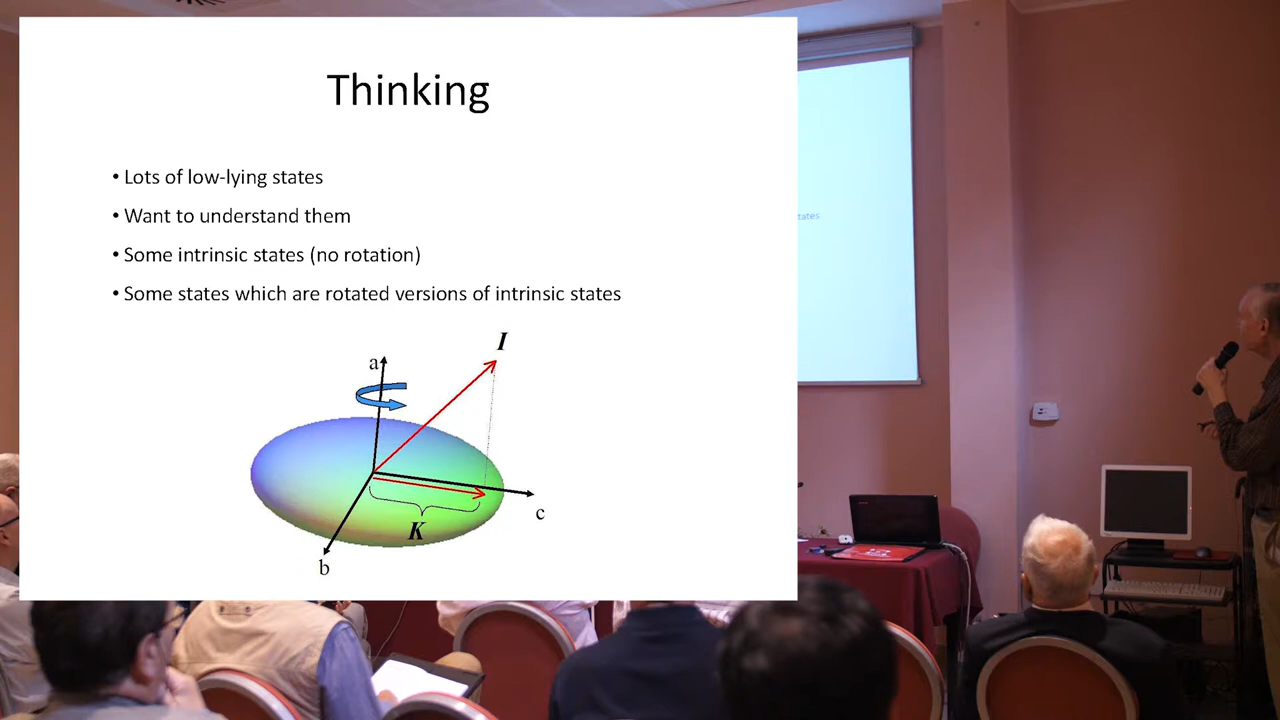 Thinking
• Lots of low-lying states
• Want to understand them
• Some intrinsic states (no rotation)
• Some states which are rotated versions of intrinsic states
I
a
c
K
b
tates